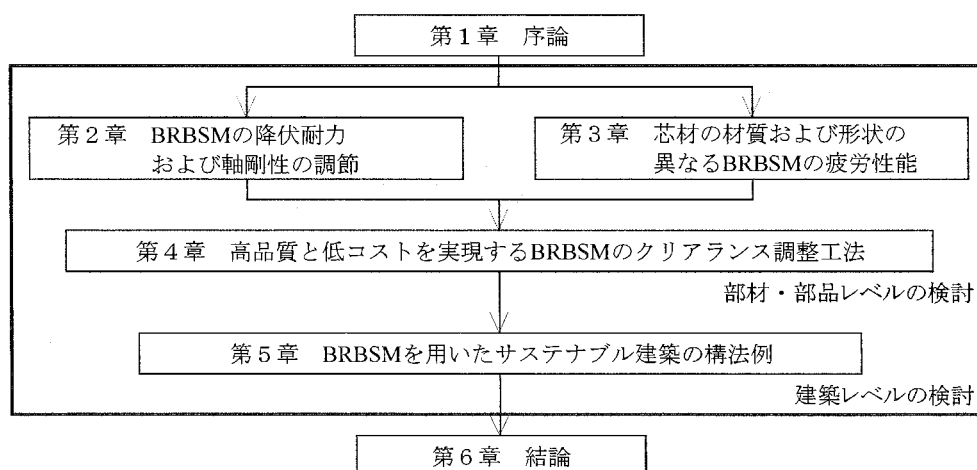 第1章 序論
第2章 BRBSMの降伏耐力
および軸剛性の調節
第3章 芯材の材質および形状の
異なるBRBSMの疲労性能
第4章 高品質と低コストを実現するBRBSMのクリアランス調整工法
部材・部品レベルの検討
第5章 BRBSMを用いたサステナブル建築の構法例
建築レベルの検討
第6章 結論